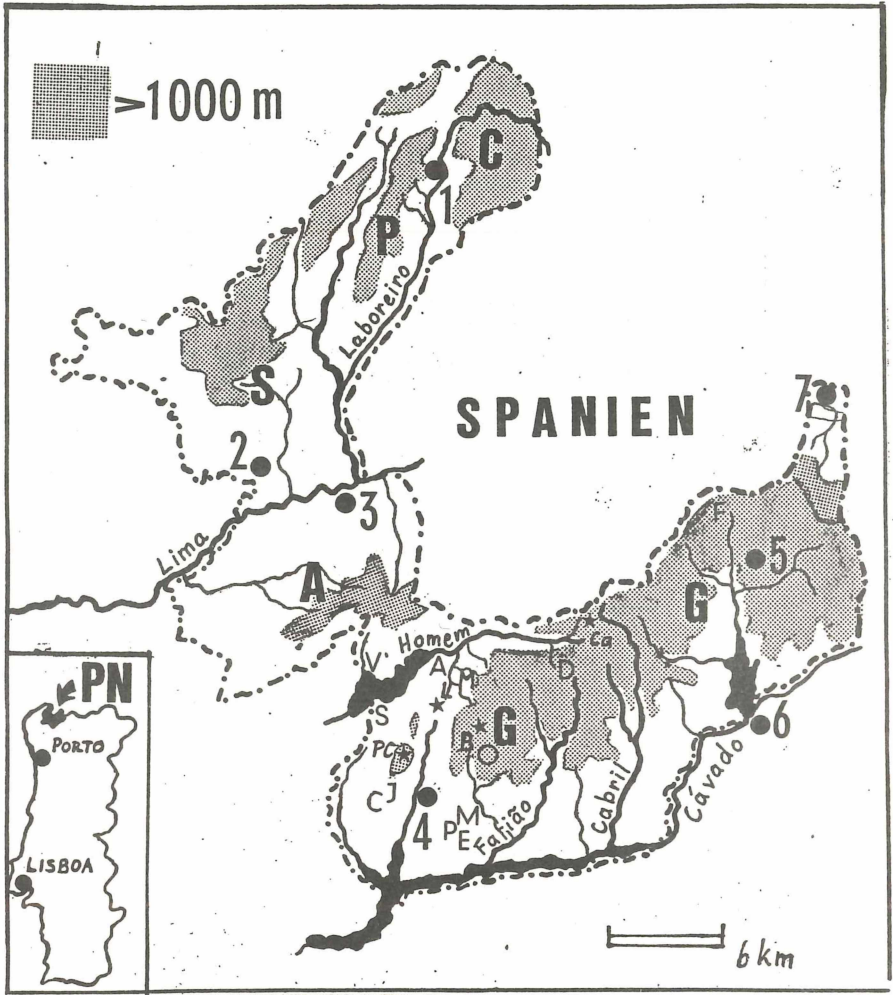 >1000 m
C
1
P
Laboreiro
S
SPANIEN
7
2
3
Lima
F
5
A
G
Ca
Homem
V
A
L
M
D
PN
S
G
6
PORTO
PC
B
Cávado
C J
Cabril
4
M
P
E
Fafião
LISBOA
6 km